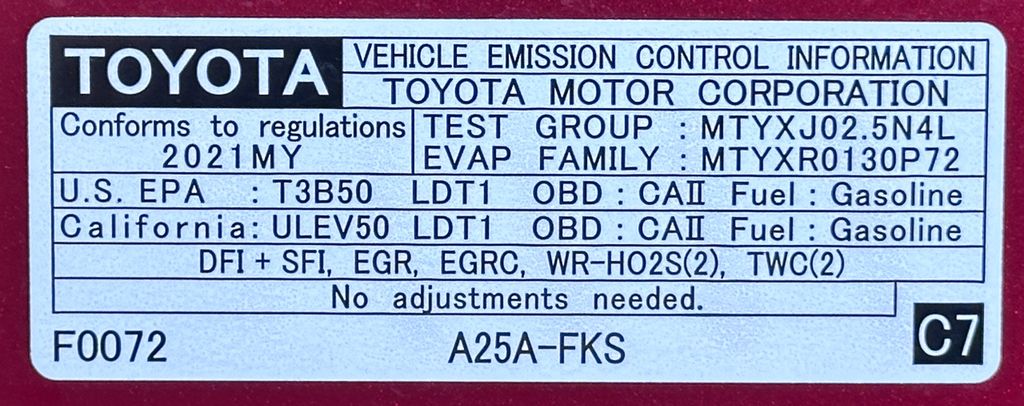 TOYOTA
VEHICLE EMISSION CONTROL INFORMATION
TOYOTA MOTOR CORPORATION
Conforms to regulations
2021MY
TEST GROUP : MTYXJ02.5N4L
EVAP FAMILY : MTYXR0130P72
U.S. EPA : T3B50 LDT1 OBD : CAII Fuel : Gasoline
California: ULEV50 LDT1 OBD : CAII Fuel : Gasoline
DFI + SFI, EGR, EGRC, WR-HO2S(2), TWC(2)
No adjustments needed.
F0072 A25A-FKS C7